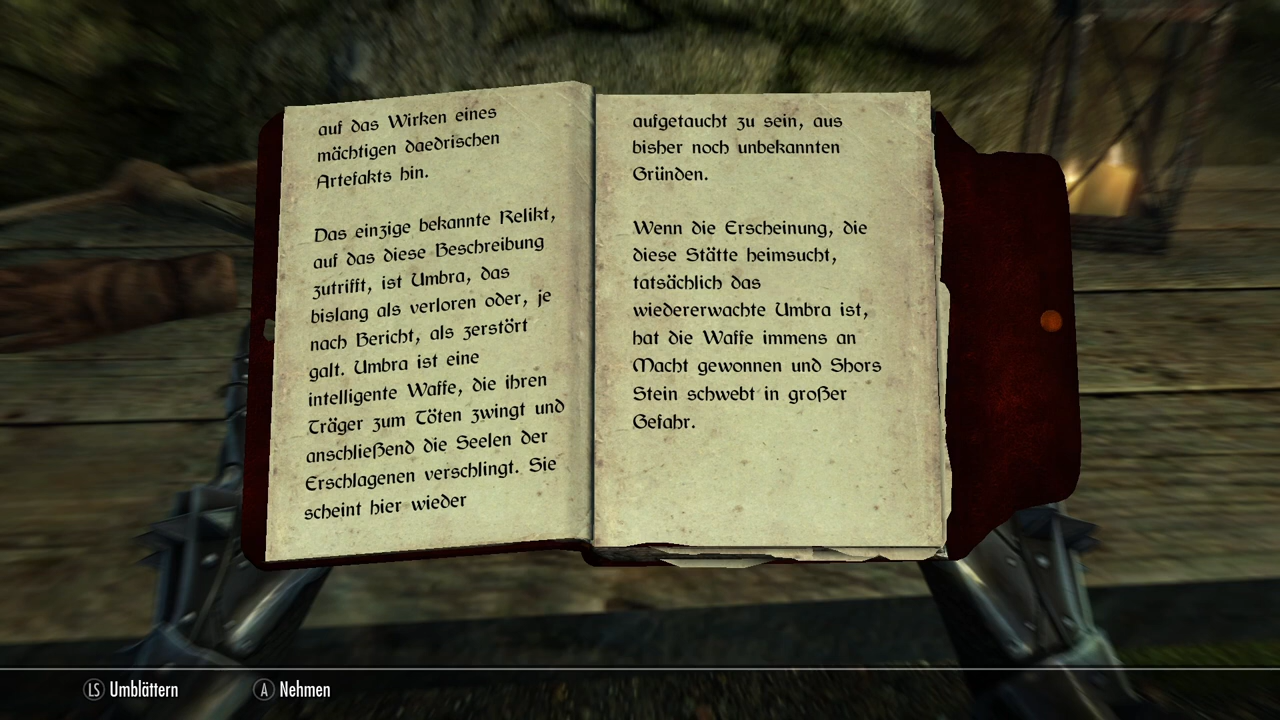 auf das Wirken eines
mächtigen daedrischen
Artefakts hin.
Das einzige bekannte Relikt,
auf das diese Beschreibung
zutrifft, ist Umbra, das
bislang als verloren oder, je
nach Bericht, als zerstört
galt. Umbra ist eine
intelligente Waffe, die ihren
Träger zum Töten zwingt und
anschließend die Seelen der
Erschlagenen verschlingt. Sie
scheint hier wieder
aufgetaucht zu sein, aus
bisher noch unbekannten
Gründen.
Wenn die Erscheinung, die
diese Stätte heimsucht,
tatsächlich das
wiedererwachte Umbra ist,
hat die Waffe immens an
Macht gewonnen und Shors
Stein schwebt in großer
Gefahr.
LS Umblättern
A Nehmen